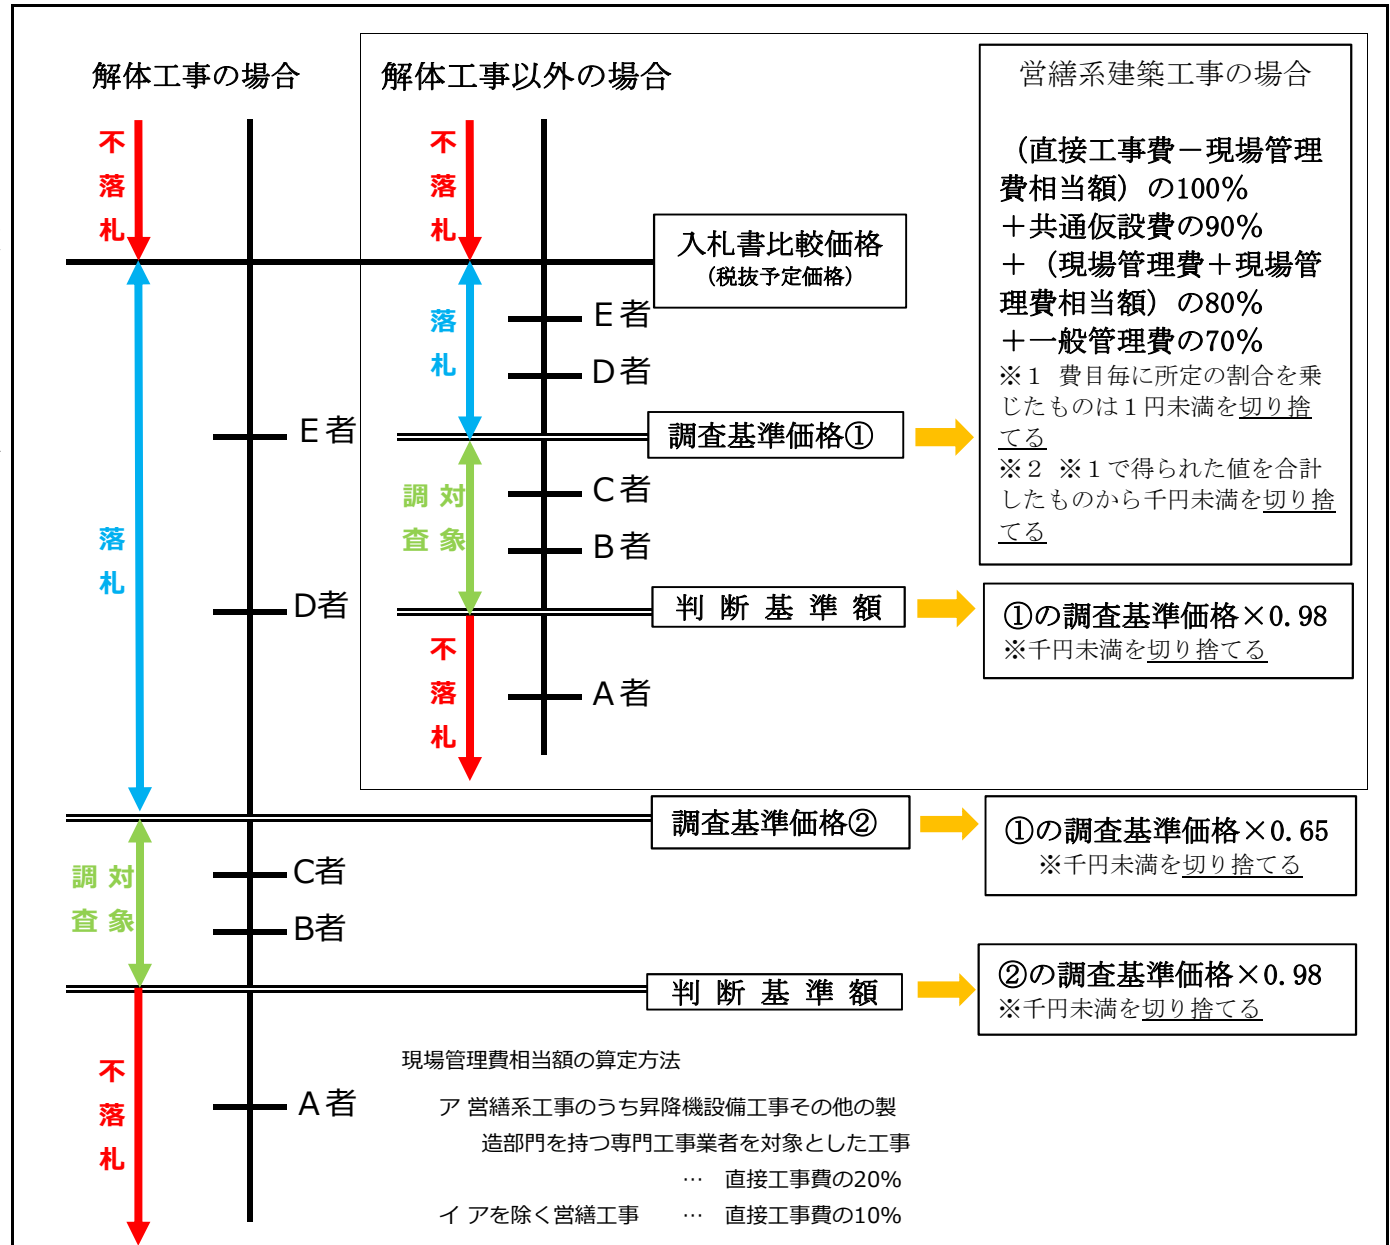 解体工事の場合
不落札
落札
E者
D者
調査対象
C者
B者
不落札
A者
解体工事以外の場合
不落札
落札
E者
D者
調査対象
C者
B者
不落札
A者
入札書比較価格
(税抜予定価格)
調査基準価格①
判断基準額
調査基準価格②
判断基準額
営繕系建築工事の場合
（直接工事費－現場管理
費相当額）の100％
＋共通仮設費の90％
＋（現場管理費＋現場管
理費相当額）の80％
＋一般管理費の70％
※１ 費目毎に所定の割合を乗
じたものは１円未満を切り捨
てる
※２ ※１で得られた値を合計
したものから千円未満を切り捨
てる
①の調査基準価格×0.98
※千円未満を切り捨てる
①の調査基準価格×0.65
※千円未満を切り捨てる
②の調査基準価格×0.98
※千円未満を切り捨てる
現場管理費相当額の算定方法
ア 営繕系工事のうち昇降機設備工事その他の製
造部門を持つ専門工事業者を対象とした工事
… 直接工事費の20%
イ アを除く営繕工事 … 直接工事費の10%